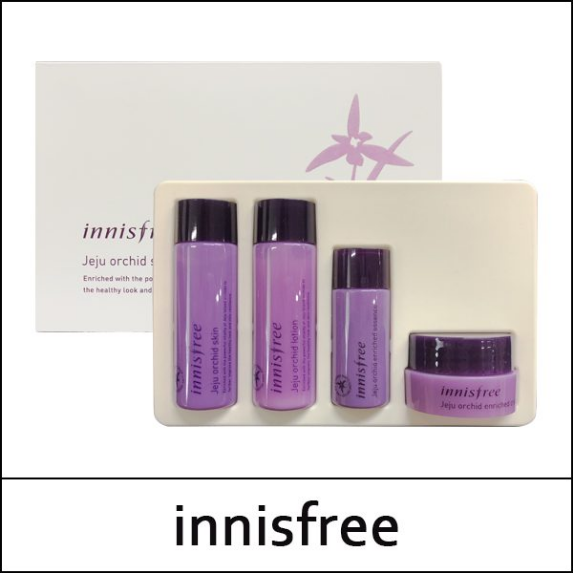 innisfr
Jeju orchid s
Enriched with the po
the healthy look and
innisfree
Jeju orchid skin
innisfree
Jeju orchid lotion
innisfree
Jeju orchid enriched essence
innisfree
Jeju orchid enriched c
innisfree